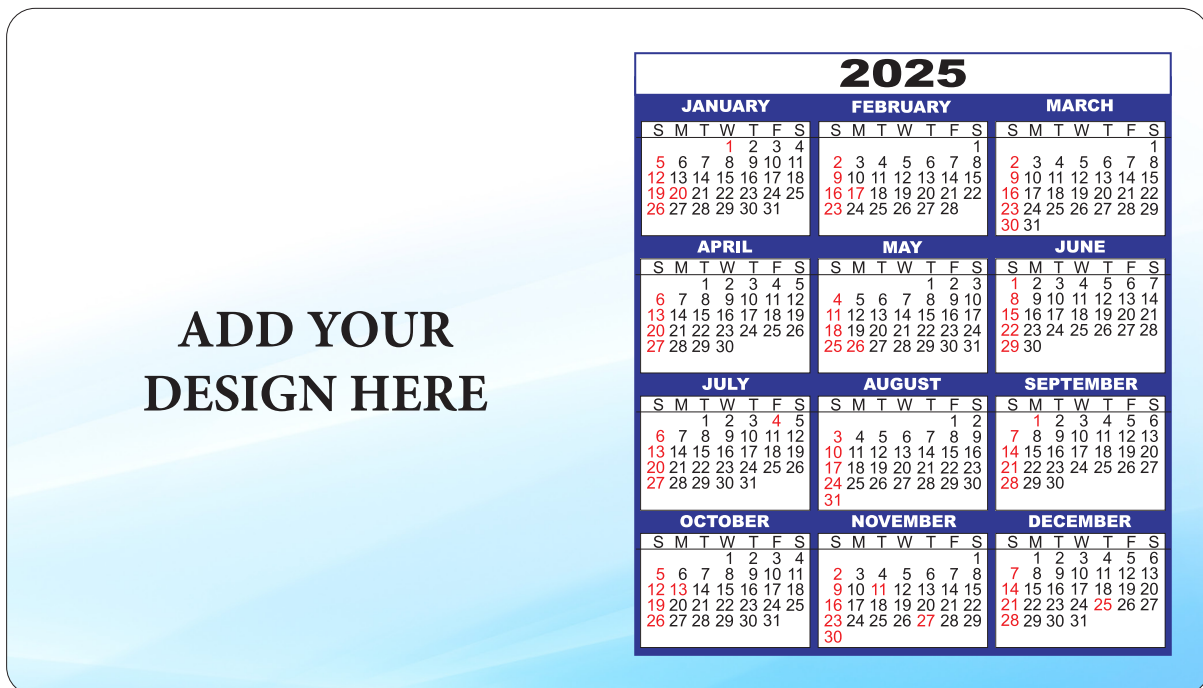 ADD YOUR
DESIGN HERE
2025
JANUARY
S M T W T F S
1 2 3 4
5 6 7 8 9 10 11
12 13 14 15 16 17 18
19 20 21 22 23 24 25
26 27 28 29 30 31
FEBRUARY
S M T W T F S
1
2 3 4 5 6 7 8
9 10 11 12 13 14 15
16 17 18 19 20 21 22
23 24 25 26 27 28
MARCH
S M T W T F S
1
2 3 4 5 6 7 8
9 10 11 12 13 14 15
16 17 18 19 20 21 22
23 24 25 26 27 28 29
30 31
APRIL
S M T W T F S
1 2 3 4 5
6 7 8 9 10 11 12
13 14 15 16 17 18 19
20 21 22 23 24 25 26
27 28 29 30
MAY
S M T W T F S
1 2 3
4 5 6 7 8 9 10
11 12 13 14 15 16 17
18 19 20 21 22 23 24
25 26 27 28 29 30 31
JUNE
S M T W T F S
1 2 3 4 5 6 7
8 9 10 11 12 13 14
15 16 17 18 19 20 21
22 23 24 25 26 27 28
29 30
JULY
S M T W T F S
1 2 3 4 5
6 7 8 9 10 11 12
13 14 15 16 17 18 19
20 21 22 23 24 25 26
27 28 29 30 31
AUGUST
S M T W T F S
1 2
3 4 5 6 7 8 9
10 11 12 13 14 15 16
17 18 19 20 21 22 23
24 25 26 27 28 29 30
31
SEPTEMBER
S M T W T F S
1 2 3 4 5 6
7 8 9 10 11 12 13
14 15 16 17 18 19 20
21 22 23 24 25 26 27
28 29 30
OCTOBER
S M T W T F S
1 2 3 4
5 6 7 8 9 10 11
12 13 14 15 16 17 18
19 20 21 22 23 24 25
26 27 28 29 30 31
NOVEMBER
S M T W T F S
1
2 3 4 5 6 7 8
9 10 11 12 13 14 15
16 17 18 19 20 21 22
23 24 25 26 27 28 29
30
DECEMBER
S M T W T F S
1 2 3 4 5 6
7 8 9 10 11 12 13
14 15 16 17 18 19 20
21 22 23 24 25 26 27
28 29 30 31